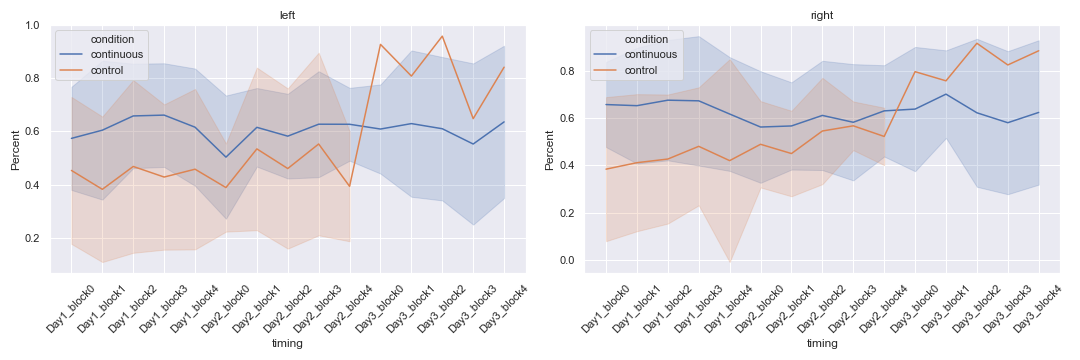 left
condition
continuous
control
Percent
1.0
0.8
0.6
0.4
0.2
Day1_block0
Day1_block1
Day1_block2
Day1_block3
Day1_block4
Day2_block0
Day2_block1
Day2_block2
Day2_block3
Day2_block4
Day3_block0
Day3_block1
Day3_block2
Day3_block3
Day3_block4
timing
right
condition
continuous
control
Percent
0.8
0.6
0.4
0.2
0.0
Day1_block0
Day1_block1
Day1_block2
Day1_block3
Day1_block4
Day2_block0
Day2_block1
Day2_block2
Day2_block3
Day2_block4
Day3_block0
Day3_block1
Day3_block2
Day3_block3
Day3_block4
timing